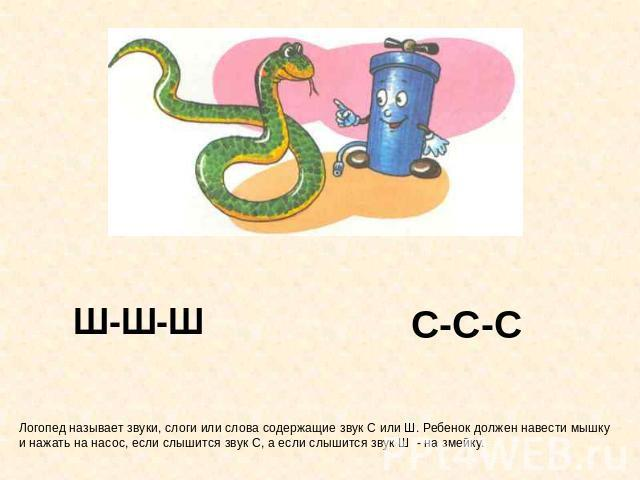 Ш-Ш-Ш
С-С-С
Логопед называет звуки, слоги или слова содержащие звук С или Ш. Ребенок должен навести мышку
и нажать на насос, если слышится звук С, а если слышится звук Ш - на змейку.
PPt4WEB.ru